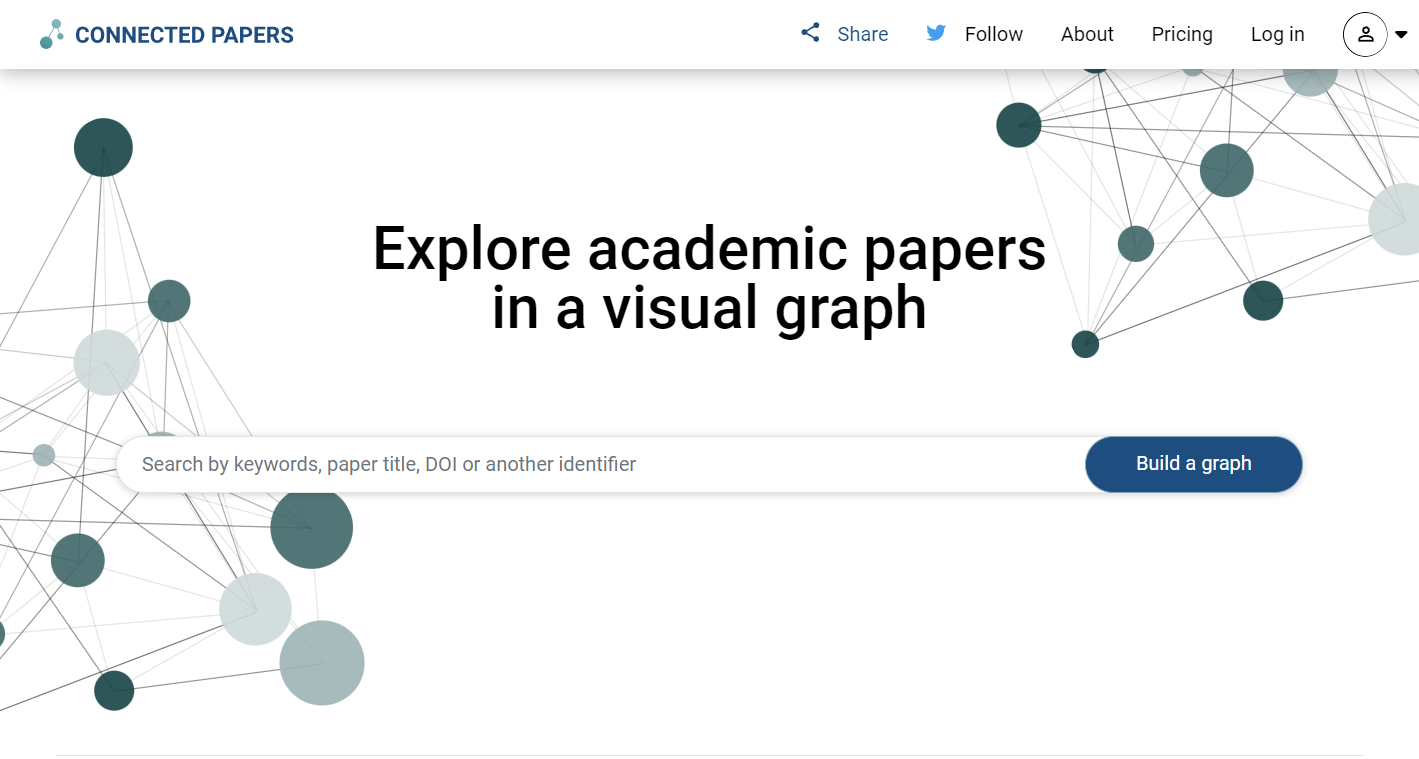 CONNECTED PAPERS
Share
Follow
About
Pricing
Log in
Explore academic papers
in a visual graph
Search by keywords, paper title, DOI or another identifier
Build a graph